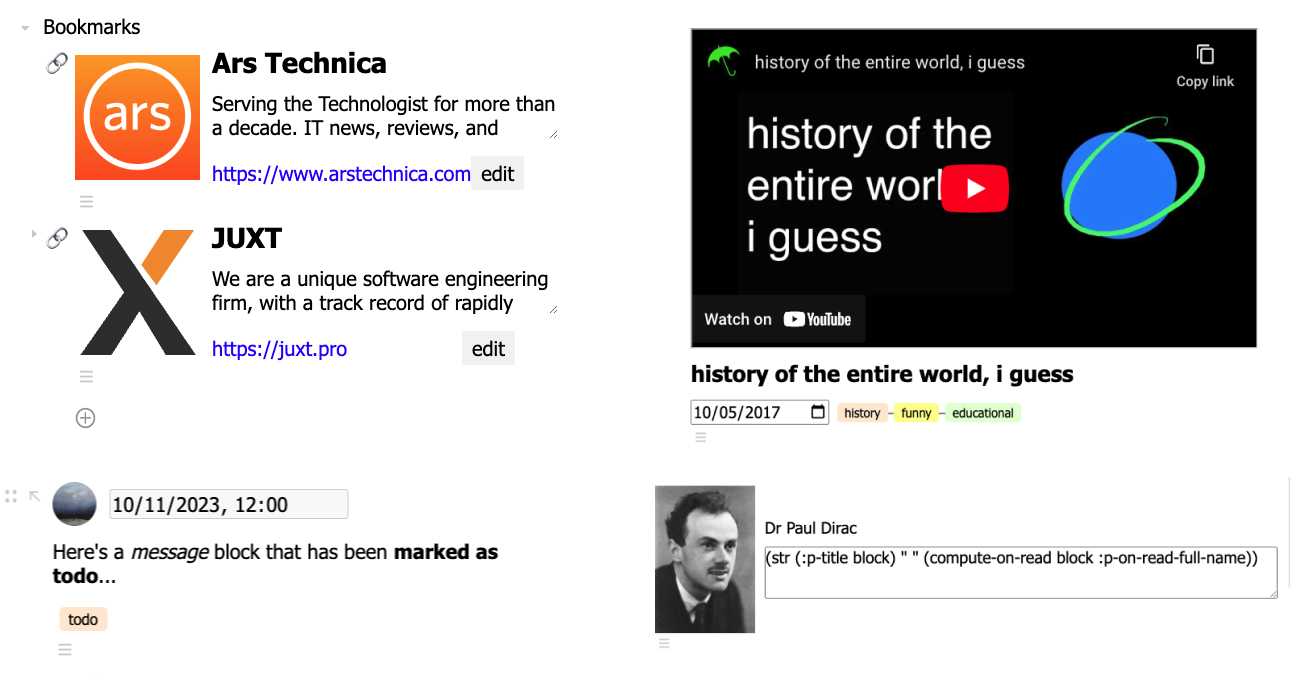 Bookmarks
ars
Ars Technica
Serving the Technologist for more than
a decade. IT news, reviews, and
https://www.arstechnica.com
edit
JUXT
We are a unique software engineering
firm, with a track record of rapidly
https://juxt.pro
edit
history of the entire world, i guess
Copy link
history of the
entire worl
i guess
Watch on YouTube
history of the entire world, i guess
10/05/2017
history – funny – educational
10/11/2023, 12:00
Here's a message block that has been marked as
todo...
todo
Dr Paul Dirac
(str (:p-title block) " " (compute-on-read block :p-on-read-full-name))